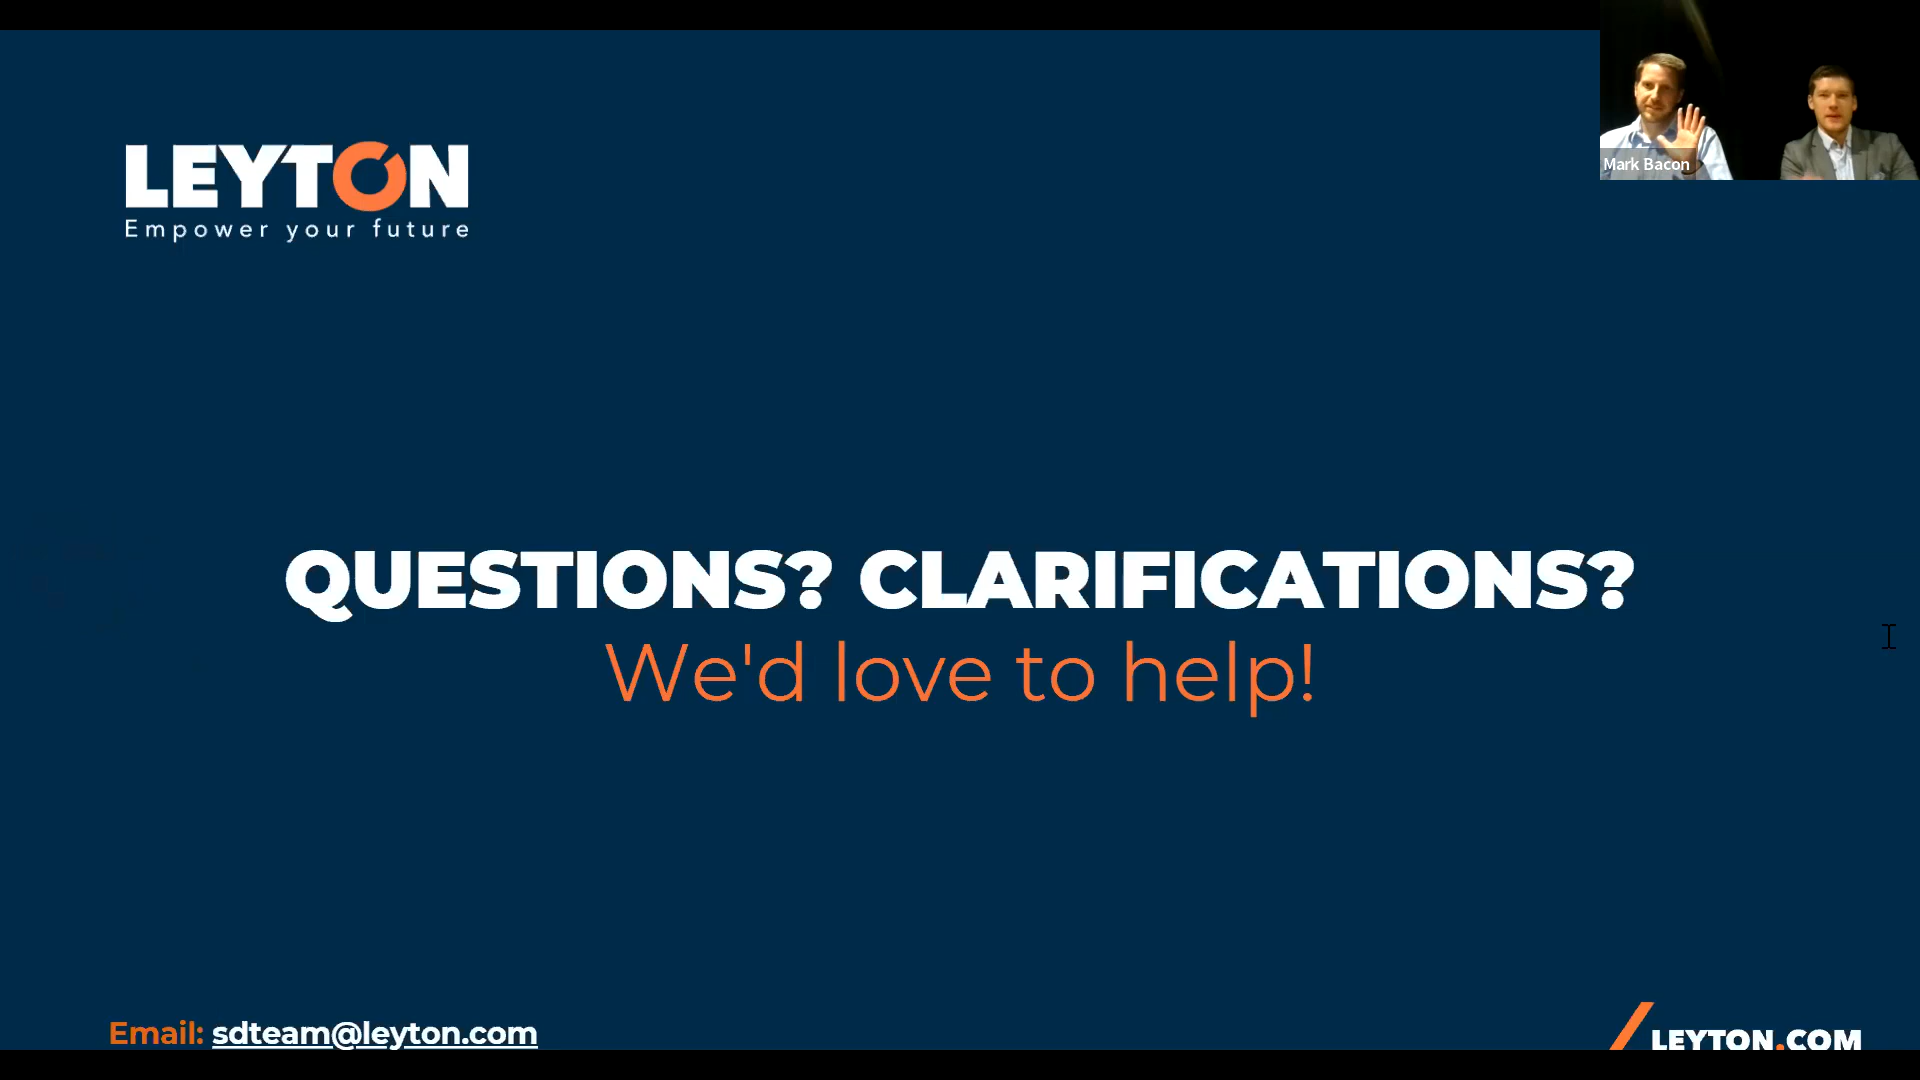 LEYTON
Empower your future
Mark Bacon
QUESTIONS? CLARIFICATIONS?
We'd love to help!
Email: sdteam@leyton.com
LEYTON.COM